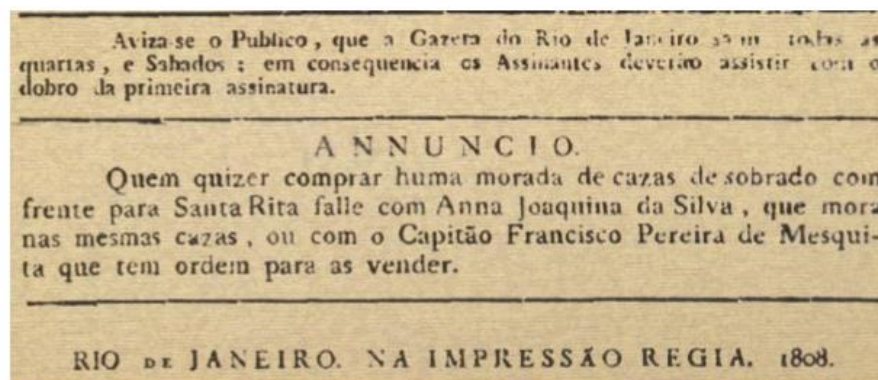 Aviza-se o Publico, que a Gazeta do Rio de Janeiro todas as
quartas, e Sabados; em consequencia os Assinantes deverão assistir com o
dobro da primeira assinatura.
ANNUNCIO.
Quem quizer comprar huma morada de cazas de sobrado com
frente para Santa Rita falle com Anna Joaquina da Silva, que mora
nas mesmas cazas, ou com o Capitão Francisco Pereira de Mesqui-
ta que tem ordem para as vender.
RIO DE JANEIRO. NA IMPRESSÃO REGIA. 1808.